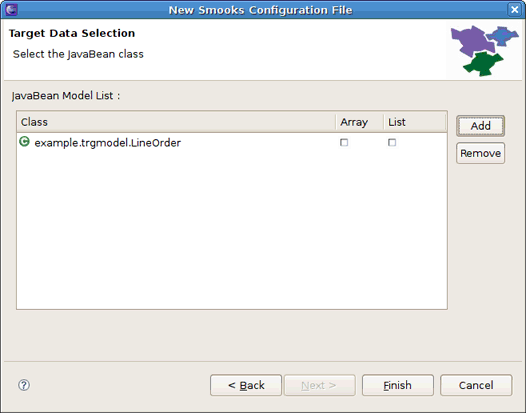 New Smooks Configuration File
Target Data Selection
Select the JavaBean class
JavaBean Model List :
Class Array List
example.trgmodel.LineOrder
Add
Remove
< Back Next > Finish Cancel